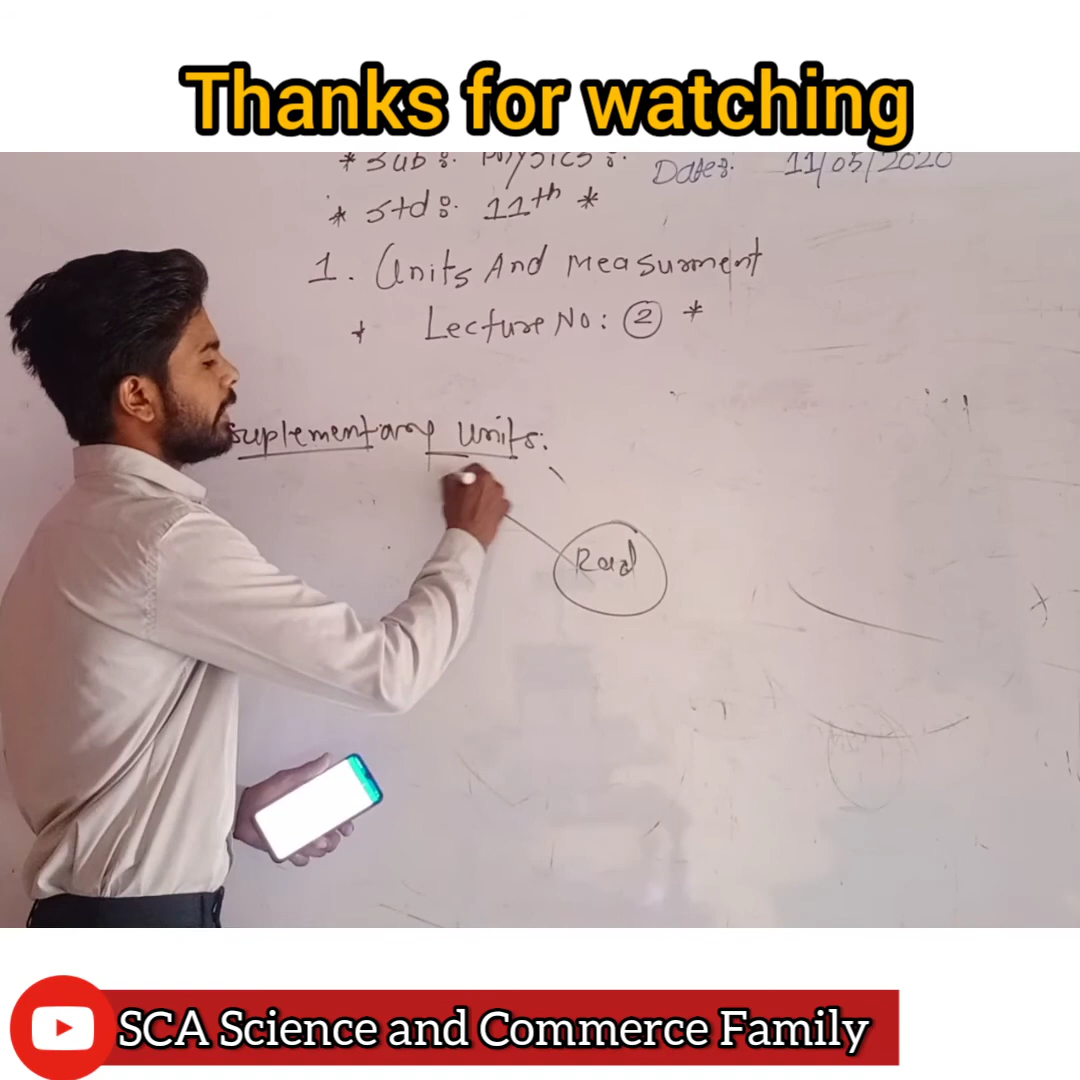 Thanks for watching
* Sub :- Physics :-
Date :- 11/05/2020
* Std :- 11th *
1. Units And Measurment
* Lecture No: 2 *
Suplementary Units:
Rad
SCA Science and Commerce Family